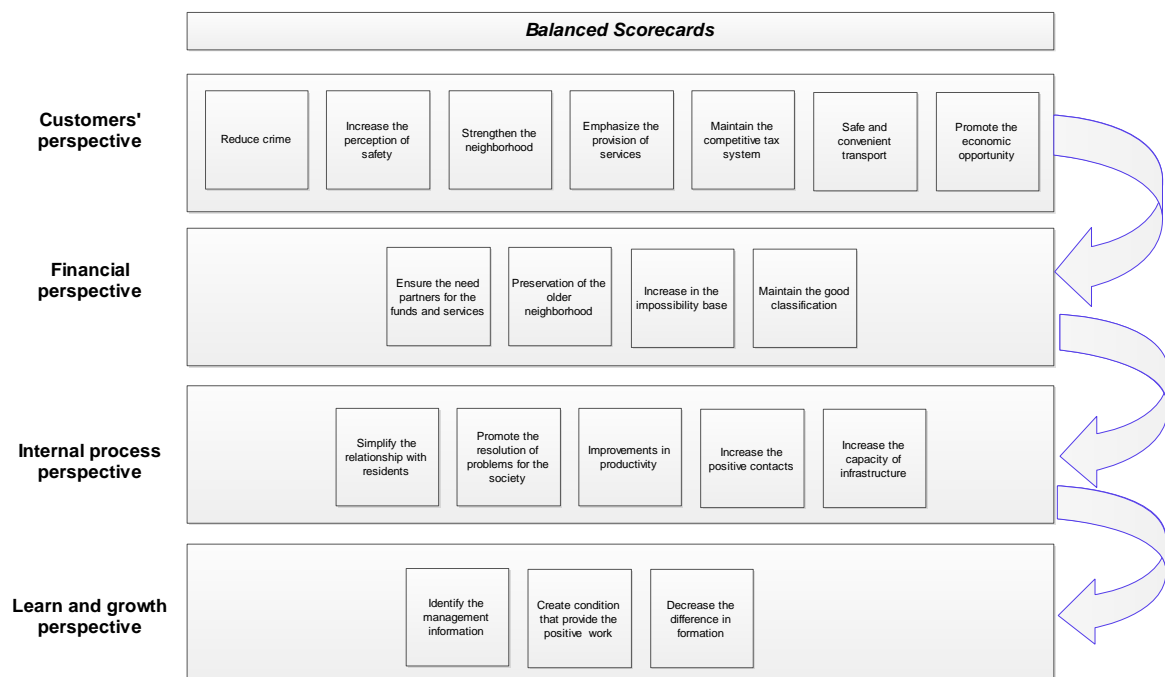 Balanced Scorecards
Customers'
perspective
Reduce crime
Increase the
perception of
safety
Strengthen the
neighborhood
Emphasize the
provision of
services
Maintain the
competitive tax
system
Safe and
convenient
transport
Promote the
economic
opportunity
Financial
perspective
Ensure the need
partners for the
funds and services
Preservation of the
older
neighborhood
Increase in the
impossibility base
Maintain the good
classification
Internal process
perspective
Simplify the
relationship with
residents
Promote the
resolution of
problems for the
society
Improvements in
productivity
Increase the
positive contacts
Increase the
capacity of
infrastructure
Learn and growth
perspective
Identify the
management
information
Create condition
that provide the
positive work
Decrease the
difference in
formation